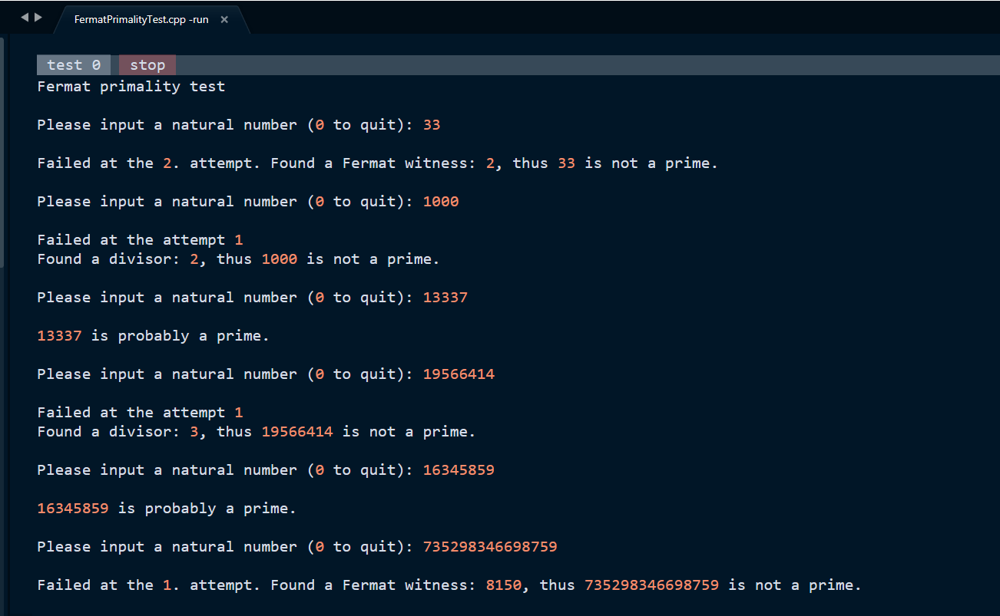 FermatPrimalityTest.cpp -run ×
test 0 stop
Fermat primality test
Please input a natural number (0 to quit): 33
Failed at the 2. attempt. Found a Fermat witness: 2, thus 33 is not a prime.
Please input a natural number (0 to quit): 1000
Failed at the attempt 1
Found a divisor: 2, thus 1000 is not a prime.
Please input a natural number (0 to quit): 13337
13337 is probably a prime.
Please input a natural number (0 to quit): 19566414
Failed at the attempt 1
Found a divisor: 3, thus 19566414 is not a prime.
Please input a natural number (0 to quit): 16345859
16345859 is probably a prime.
Please input a natural number (0 to quit): 735298346698759
Failed at the 1. attempt. Found a Fermat witness: 8150, thus 735298346698759 is not a prime.